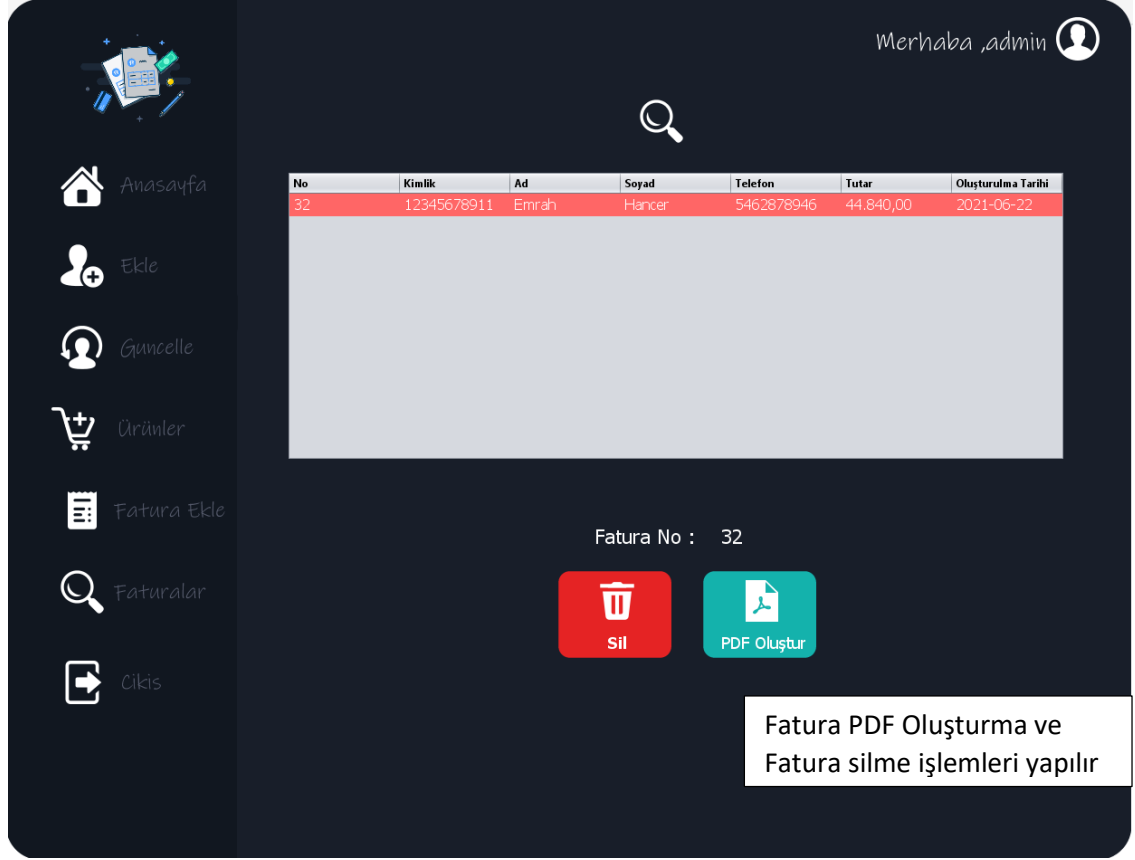 Merhaba ,admin
Anasayfa
Ekle
Guncelle
Ürünler
Fatura Ekle
Faturalar
Cikis
No Kimlik Ad Soyad Telefon Tutar Oluşturulma Tarihi
32 12345678911 Emrah Hancer 5462878946 44.840,00 2021-06-22
Fatura No : 32
Sil
PDF Oluştur
Fatura PDF Oluşturma ve
Fatura silme işlemleri yapılır